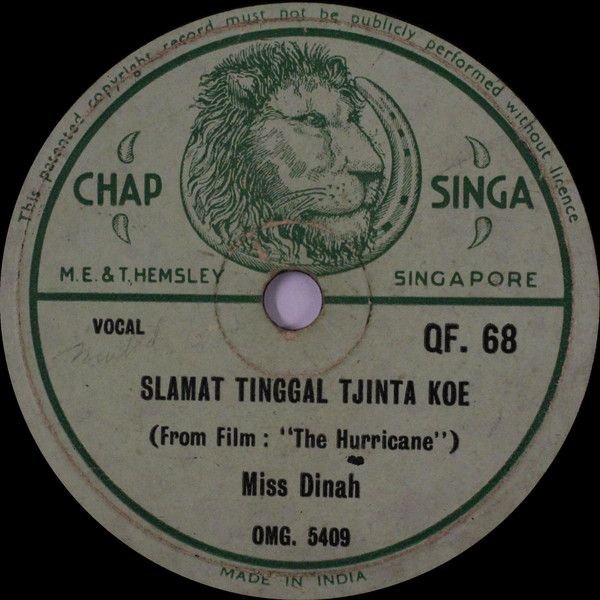 This patented copyright record must not be publicly performed without licence
CHAP SINGA
M.E. & T. HEMSLEY SINGAPORE
VOCAL
QF. 68
SLAMAT TINGGAL TJINTA KOE
(From Film : "The Hurricane")
Miss Dinah
OMG. 5409
MADE IN INDIA